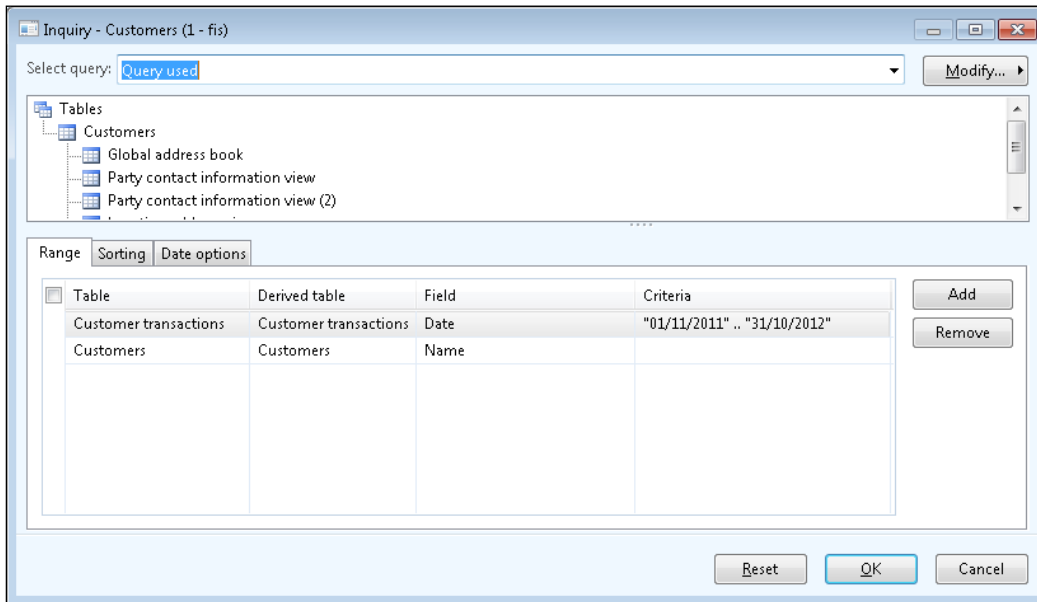 Inquiry - Customers (1 - fis)
Select query: Query used Modify...
Tables
Customers
Global address book
Party contact information view
Party contact information view (2)
Range Sorting Date options
Table Derived table Field Criteria Add
Customer transactions Customer transactions Date "01/11/2011" .. "31/10/2012"
Remove
Customers Customers Name
Reset OK Cancel